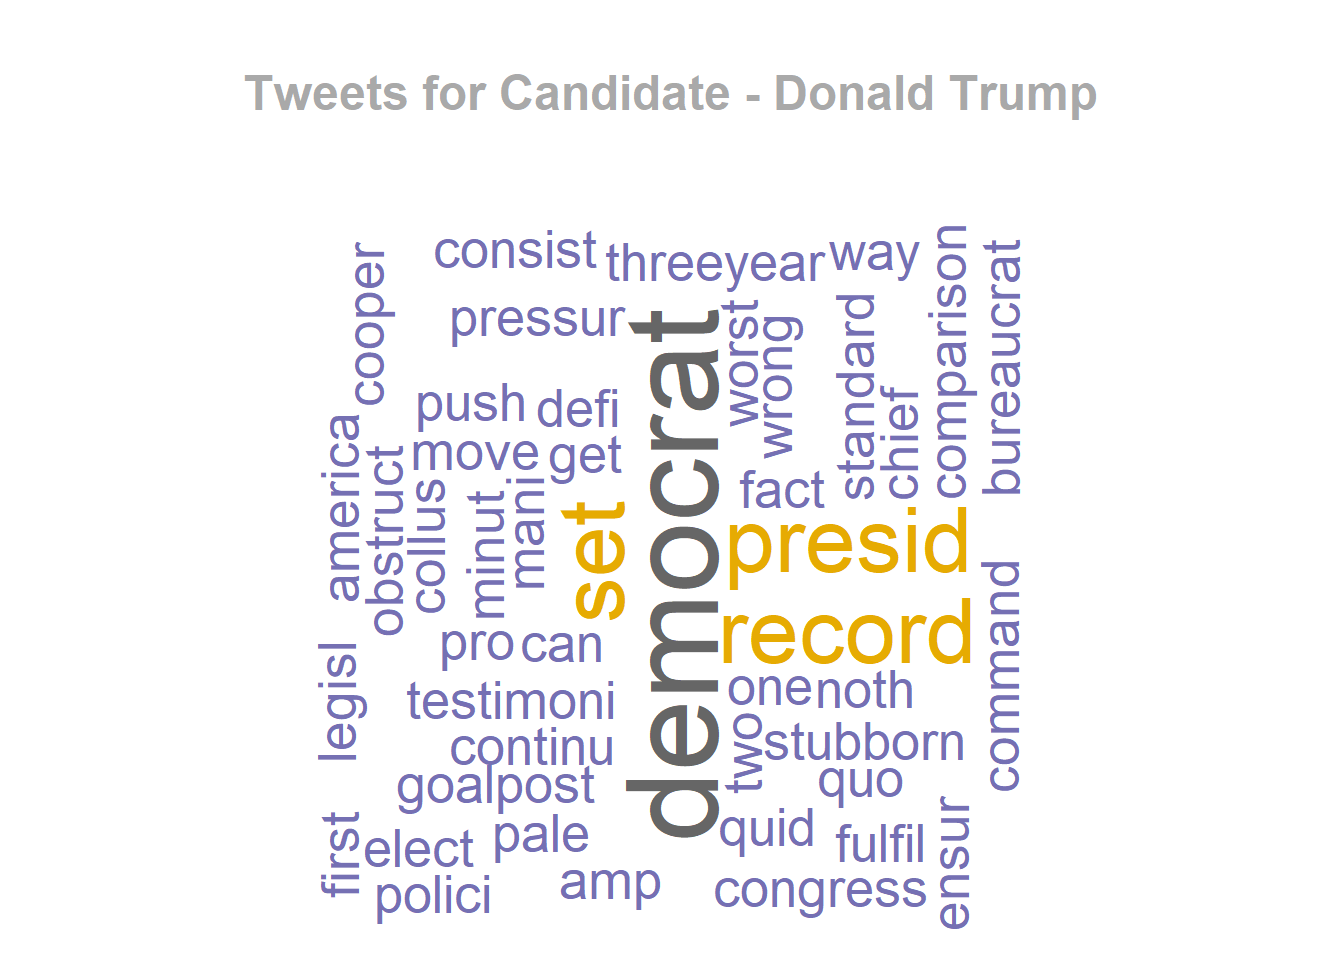 Tweets for Candidate - Donald Trump
consist
threeyear
way
cooper
comparison
bureaucrat
pressur
democrat
worst
wrong
standard
chief
push
defi
america
move
get
obstruct
collus
minut
mani
set
fact
presid
record
command
legisl
pro
can
testimoni
one
noth
continu
two
stubborn
goalpost
quo
first
elect
pale
quid
fulfil
ensur
polici
amp
congress